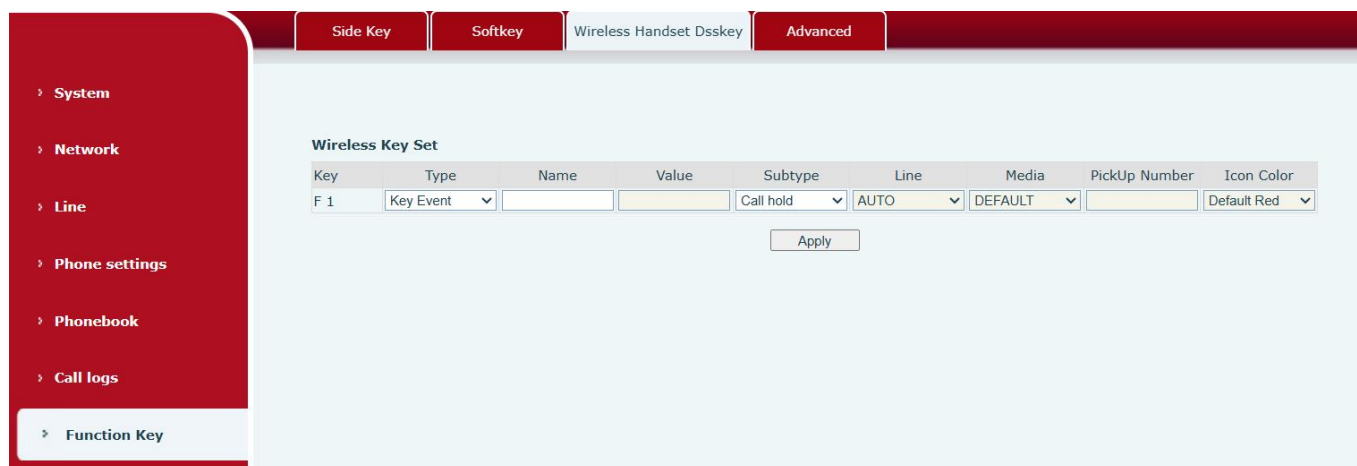 Side Key Softkey Wireless Handset Dsskey Advanced
System
Network
Line
Phone settings
Phonebook
Call logs
Function Key
Wireless Key Set
Key Type Name Value Subtype Line Media PickUp Number Icon Color
F 1 Key Event Call hold AUTO DEFAULT Default Red
Apply